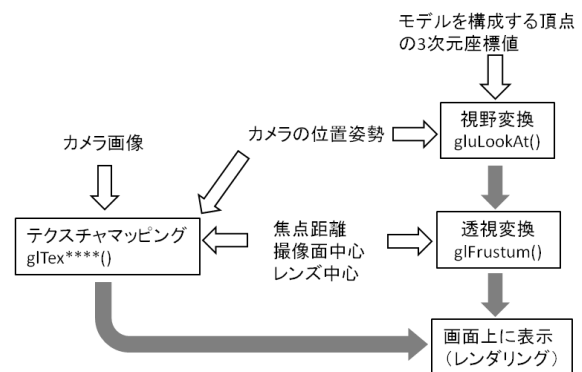 モデルを構成する頂点
の3次元座標値
視野変換
gluLookAt()
カメラの位置姿勢
カメラ画像
テクスチャマッピング
glTex****()
焦点距離
撮像面中心
レンズ中心
透視変換
glFrustum()
画面上に表示
(レンダリング)